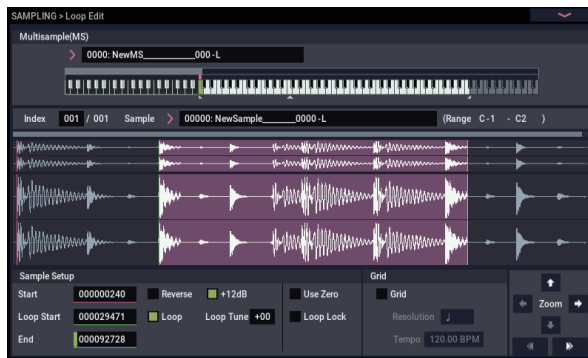 SAMPLING > Loop Edit
Multisample(MS)
0000: NewMS__________000-L
Index 001 / 001 Sample 00000: NewSample_______0000-L (Range C-1 - C2 )
Sample Setup Grid
Start 000000240 Reverse +12dB Use Zero Grid
Loop Start 000029471 Loop Loop Tune +00 Loop Lock Resolution ♩
End 000092728 Tempo 120.00 BPM
Zoom